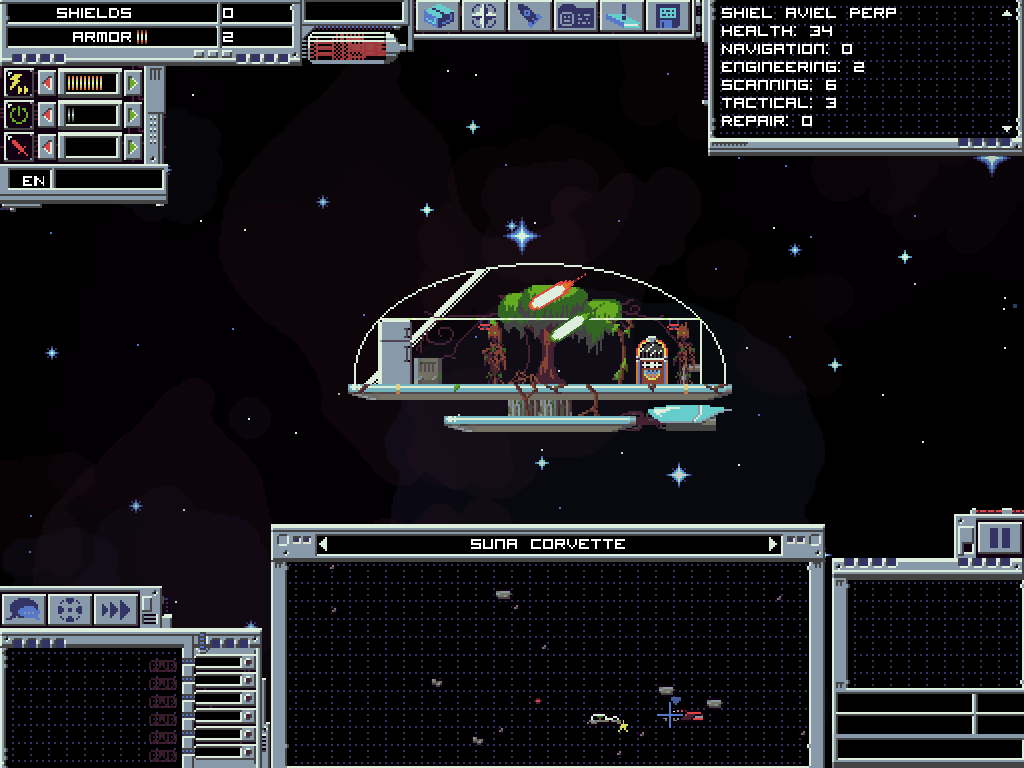 SHIELDS 0
ARMOR 2
EN
SHIEL AVIEL PERP
HEALTH: 34
NAVIGATION: 0
ENGINEERING: 2
SCANNING: 6
TACTICAL: 3
REPAIR: 0
SUNA CORVETTE